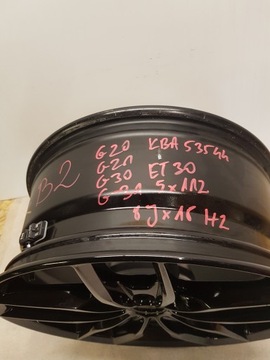 B2
G20 KBA 53544
G21
G30 ET30
G31 5x112
8Jx18 H2